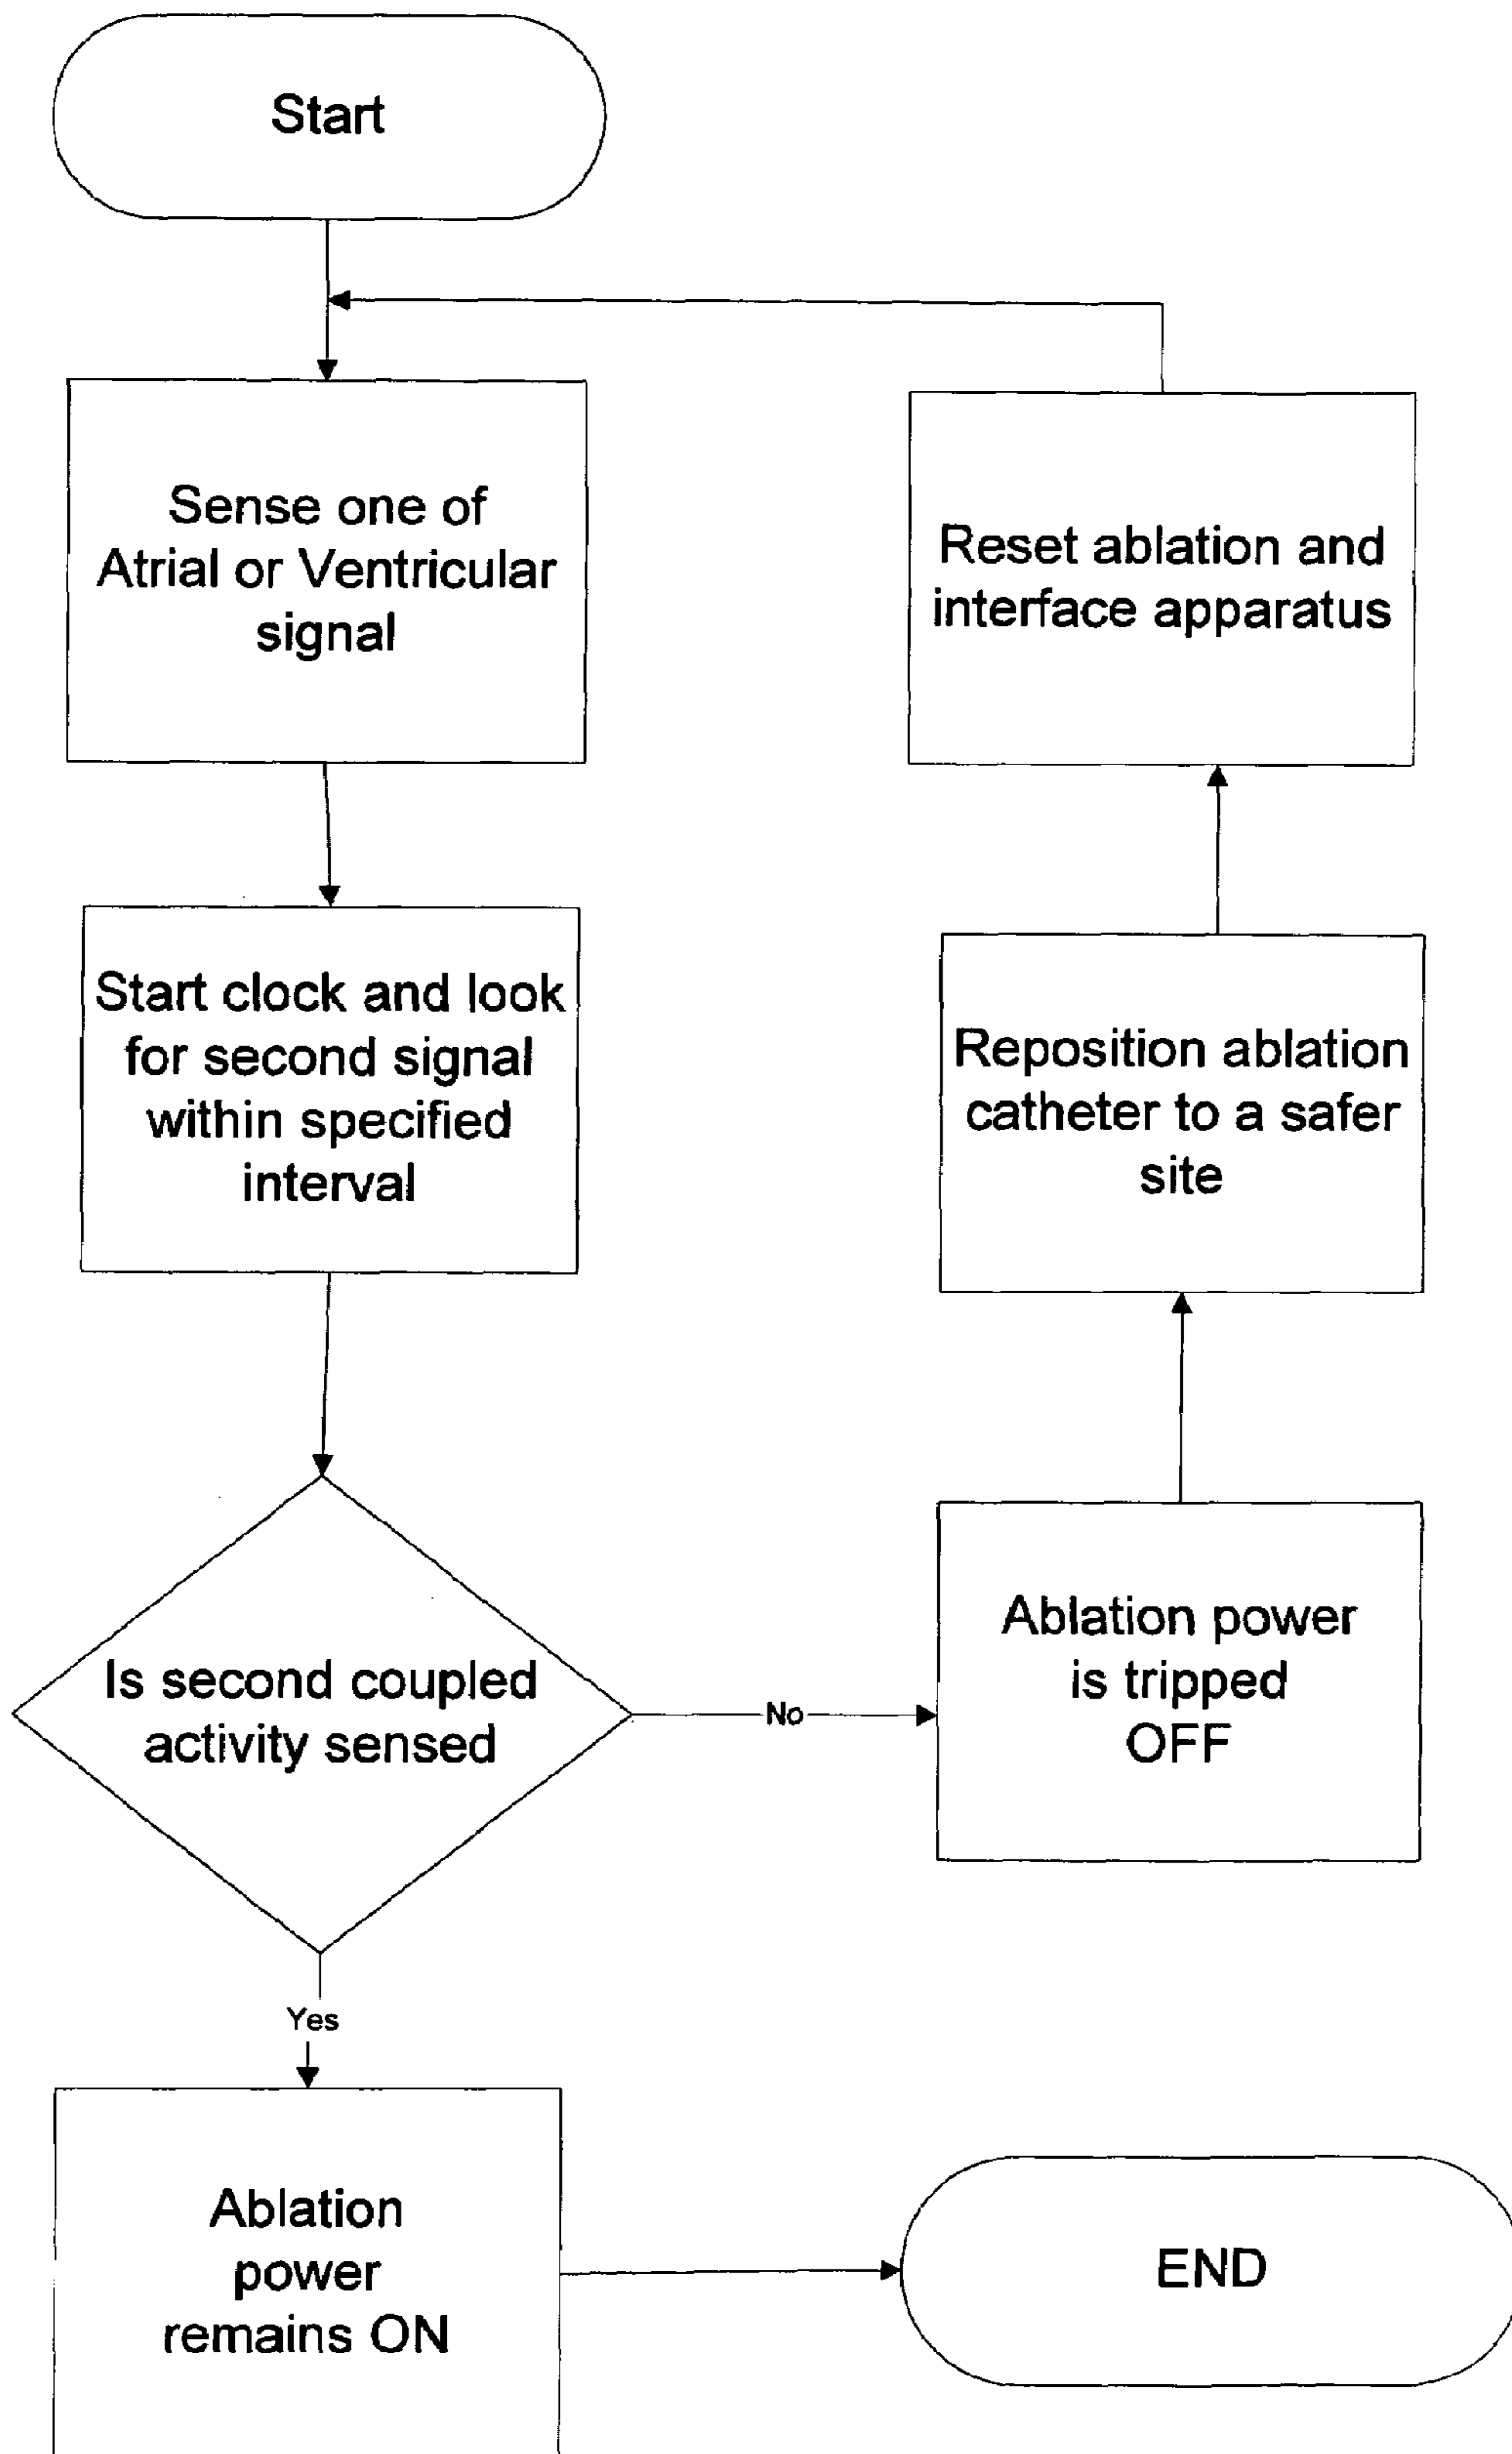 Start
Sense one of
Atrial or Ventricular
signal
Start clock and look
for second signal
within specified
interval
Is second coupled
activity sensed
No
Ablation power
is tripped
OFF
Reposition ablation
catheter to a safer
site
Reset ablation and
interface apparatus
Yes
Ablation
power
remains ON
END